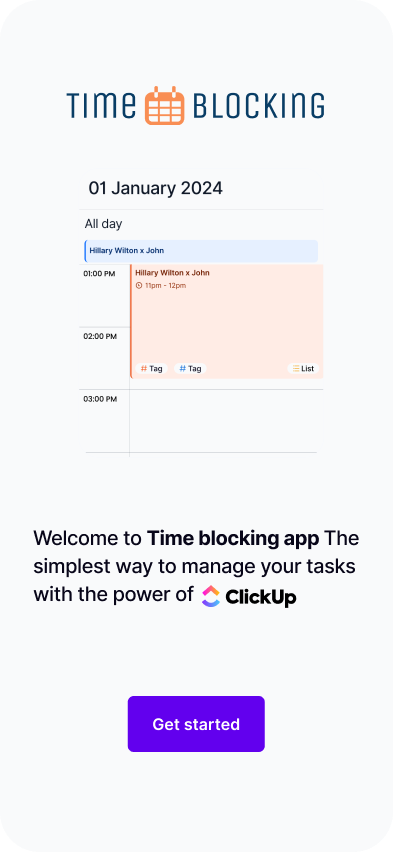 TIME BLOCKING
01 January 2024
All day
Hillary Wilton x John
01:00 PM
Hillary Wilton x John
11pm - 12pm
02:00 PM
# Tag # Tag List
03:00 PM
Welcome to Time blocking app The
simplest way to manage your tasks
with the power of ClickUp
Get started